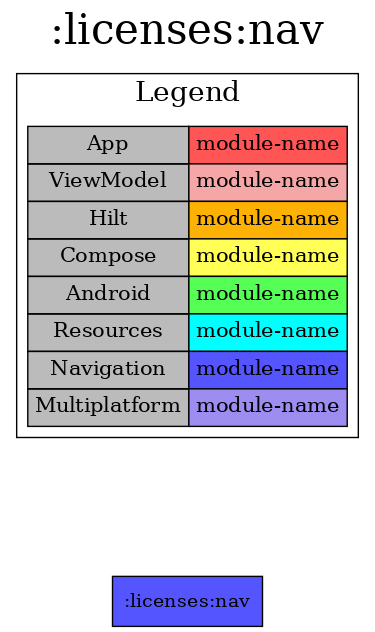 :licenses:nav
Legend
App module-name
ViewModel module-name
Hilt module-name
Compose module-name
Android module-name
Resources module-name
Navigation module-name
Multiplatform module-name
:licenses:nav